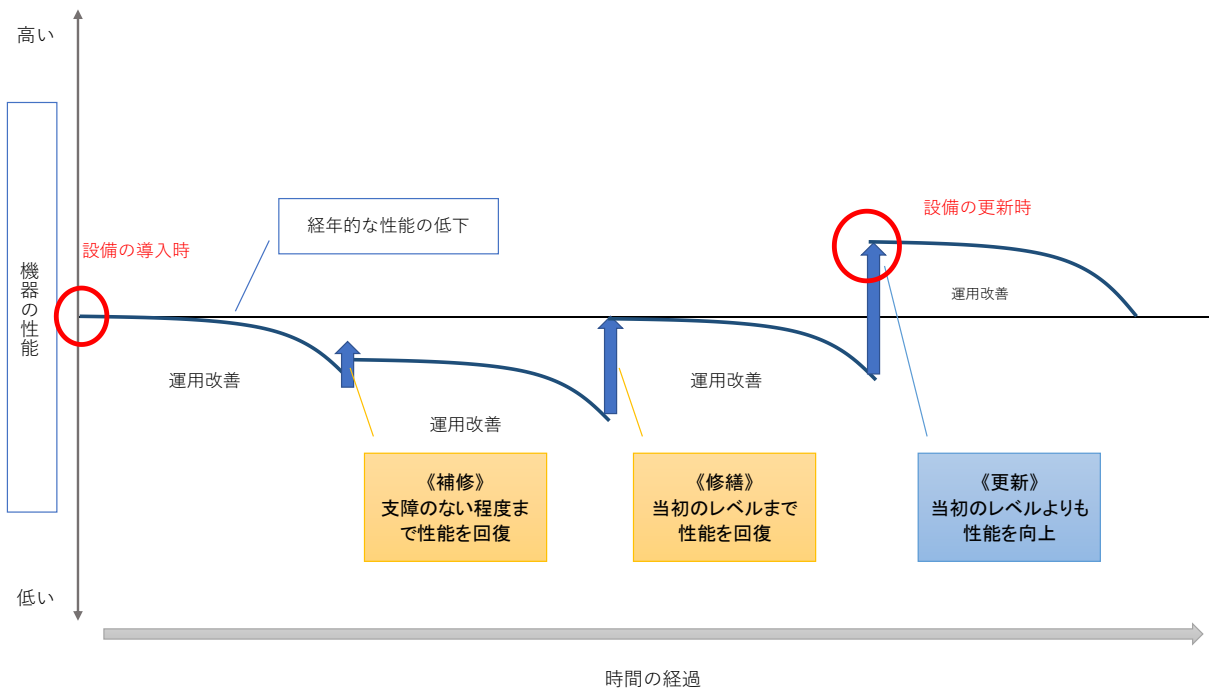 高い
機器の性能
低い
設備の導入時
経年的な性能の低下
設備の更新時
運用改善
運用改善
運用改善
運用改善
《補修》
支障のない程度ま
で性能を回復
《修繕》
当初のレベルまで
性能を回復
《更新》
当初のレベルよりも
性能を向上
時間の経過